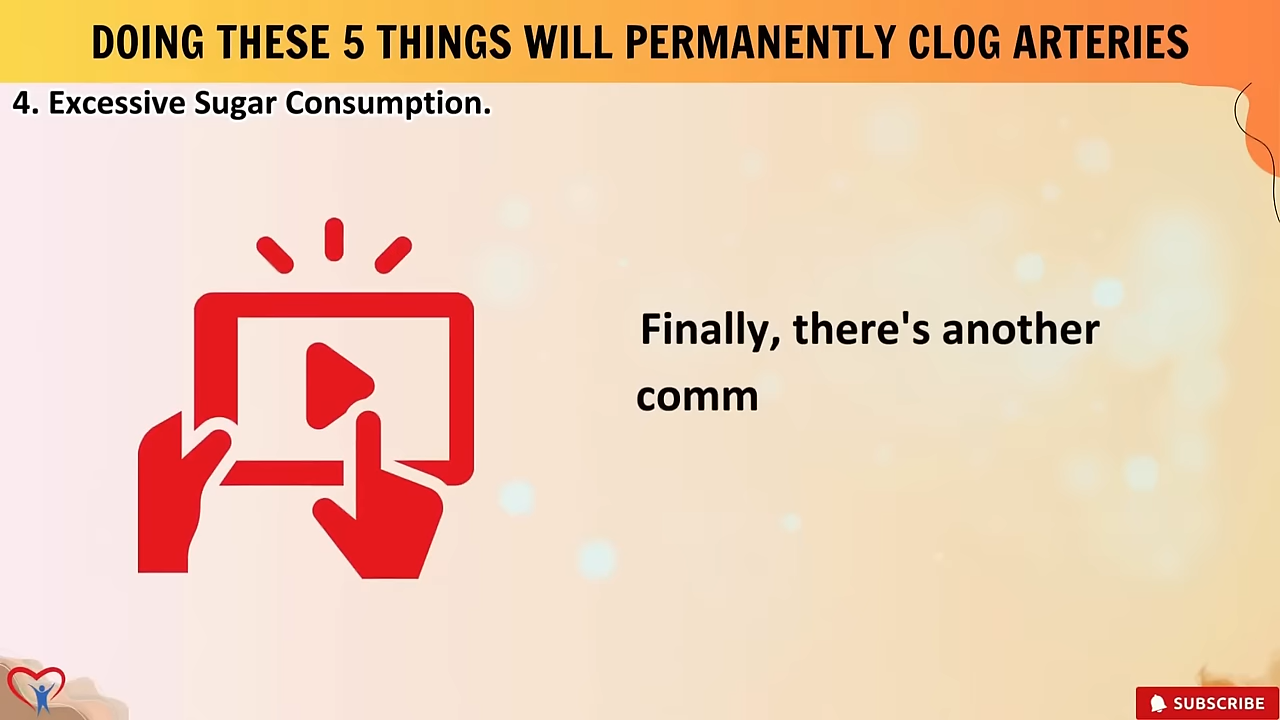 DOING THESE 5 THINGS WILL PERMANENTLY CLOG ARTERIES
4. Excessive Sugar Consumption.
Finally, there's another
comm
SUBSCRIBE